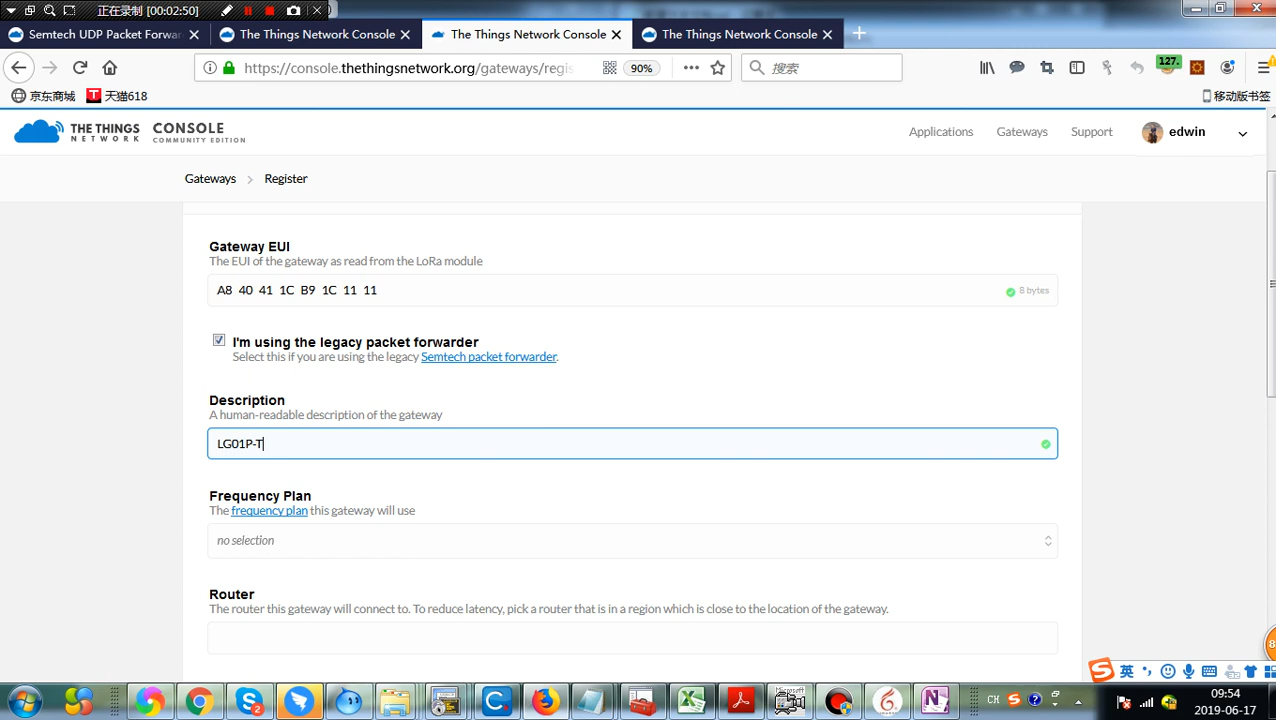 正在录制 [00:02:50]
Semtech UDP Packet Forwar
The Things Network Console
The Things Network Console
The Things Network Console
https://console.thethingsnetwork.org/gateways/regis
90%
搜索
127.
京东商城
天猫618
移动版书签
THE THINGS NETWORK
CONSOLE
COMMUNITY EDITION
Applications
Gateways
Support
edwin
Gateways > Register
Gateway EUI
The EUI of the gateway as read from the LoRa module
A8 40 41 1C B9 1C 11 11
8 bytes
I'm using the legacy packet forwarder
Select this if you are using the legacy Semtech packet forwarder.
Description
A human-readable description of the gateway
LG01P-T
Frequency Plan
The frequency plan this gateway will use
no selection
Router
The router this gateway will connect to. To reduce latency, pick a router that is in a region which is close to the location of the gateway.
英
CH
09:54
2019-06-17